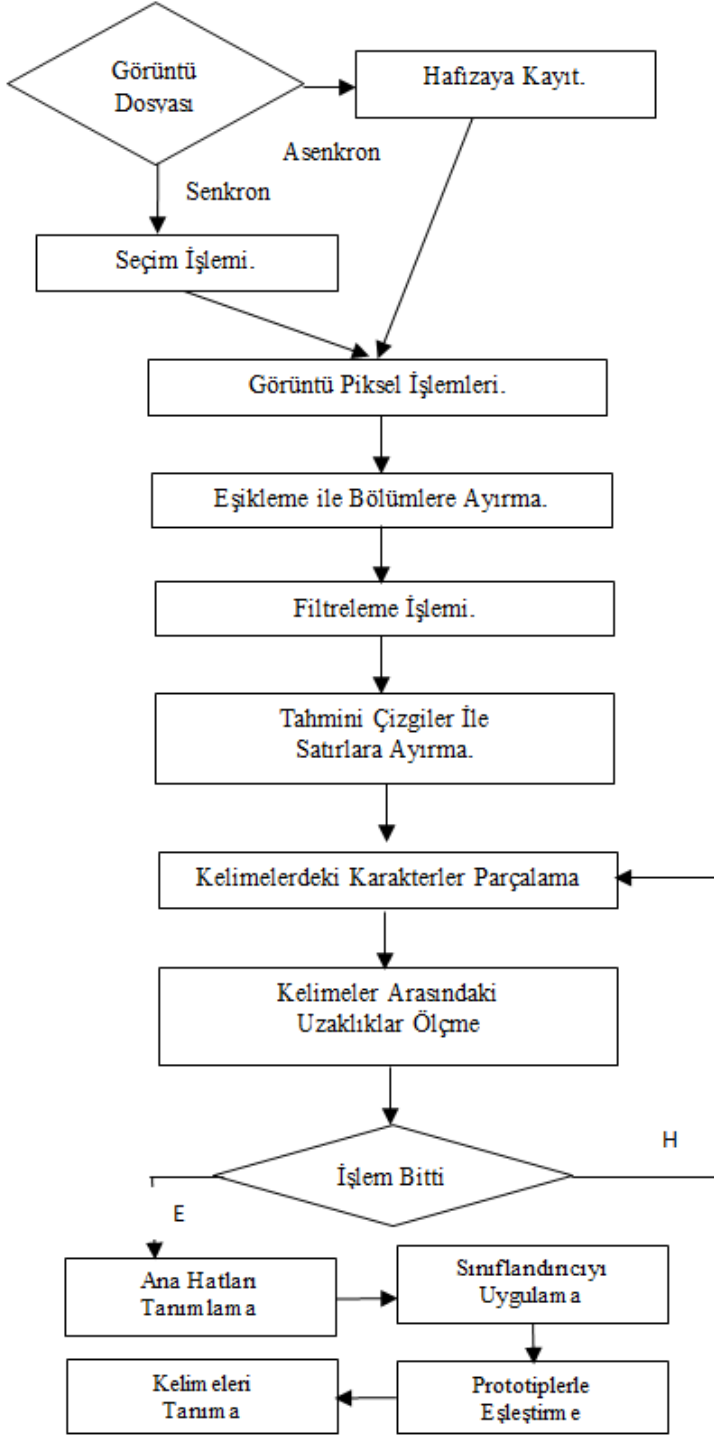 Görüntü
Dosyası
Hafızaya Kayıt.
Asenkron
Senkron
Seçim İşlemi.
Görüntü Piksel İşlemleri.
Eşikleme ile Bölümlere Ayırma.
Filtreleme İşlemi.
Tahmini Çizgiler İle
Satırlara Ayırma.
Kelimelerdeki Karakterler Parçalama
Kelimeler Arasındaki
Uzaklıklar Ölçme
H
İşlem Bitti
E
Ana Hatları
Tanımlama
Sınıflandırıcıyı
Uygulama
Kelimeleri
Tanıma
Prototiplerle
Eşleştirme